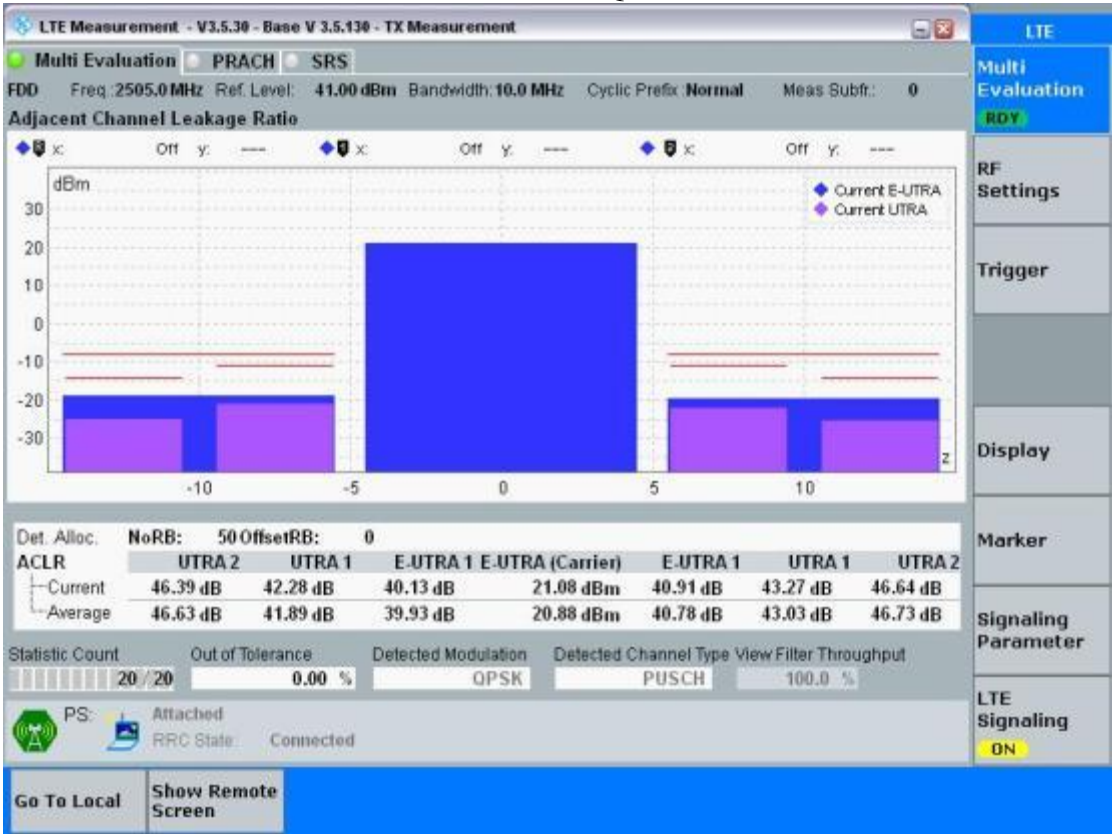 LTE Measurement - V3.5.30 - Base V 3.5.130 - TX Measurement
LTE
Multi Evaluation PRACH SRS
Multi
Evaluation
RDY
FDD Freq.:2505.0 MHz Ref. Level: 41.00 dBm Bandwidth: 10.0 MHz Cyclic Prefix :Normal Meas Subfr.: 0
Adjacent Channel Leakage Ratio
x: Off y: --- x: Off y: --- x: Off y: ---
dBm
Current E-UTRA
Current UTRA
RF
Settings
30
20
10
0
-10
-20
-30
z
-10 -5 0 5 10
Trigger
Display
Marker
Det. Alloc. NoRB: 50 OffsetRB: 0
ACLR UTRA 2 UTRA 1 E-UTRA 1 E-UTRA (Carrier) E-UTRA 1 UTRA 1 UTRA 2
Current 46.39 dB 42.28 dB 40.13 dB 21.08 dBm 40.91 dB 43.27 dB 46.64 dB
Average 46.63 dB 41.89 dB 39.93 dB 20.88 dBm 40.78 dB 43.03 dB 46.73 dB
Signaling
Parameter
Statistic Count Out of Tolerance Detected Modulation Detected Channel Type View Filter Throughput
20 / 20 0.00 % QPSK PUSCH 100.0 %
PS: Attached
RRC State: Connected
LTE
Signaling
ON
Go To Local
Show Remote
Screen